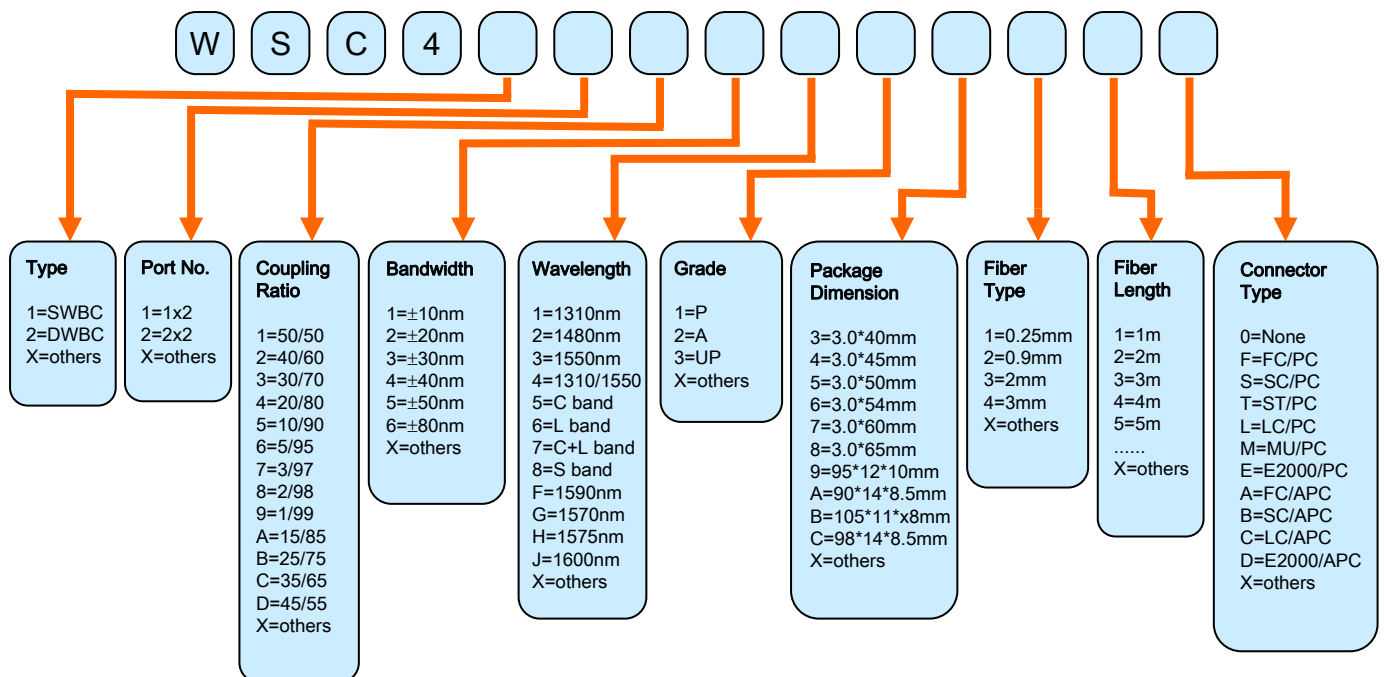 W S C 4
Type
1=SWBC
2=DWBC
X=others
Port No.
1=1x2
2=2x2
X=others
Coupling
Ratio
1=50/50
2=40/60
3=30/70
4=20/80
5=10/90
6=5/95
7=3/97
8=2/98
9=1/99
A=15/85
B=25/75
C=35/65
D=45/55
X=others
Bandwidth
1=±10nm
2=±20nm
3=±30nm
4=±40nm
5=±50nm
6=±80nm
X=others
Wavelength
1=1310nm
2=1480nm
3=1550nm
4=1310/1550
5=C band
6=L band
7=C+L band
8=S band
F=1590nm
G=1570nm
H=1575nm
J=1600nm
X=others
Grade
1=P
2=A
3=UP
X=others
Package
Dimension
3=3.0*40mm
4=3.0*45mm
5=3.0*50mm
6=3.0*54mm
7=3.0*60mm
8=3.0*65mm
9=95*12*10mm
A=90*14*8.5mm
B=105*11*x8mm
C=98*14*8.5mm
X=others
Fiber
Type
1=0.25mm
2=0.9mm
3=2mm
4=3mm
X=others
Fiber
Length
1=1m
2=2m
3=3m
4=4m
5=5m
......
X=others
Connector
Type
0=None
F=FC/PC
S=SC/PC
T=ST/PC
L=LC/PC
M=MU/PC
E=E2000/PC
A=FC/APC
B=SC/APC
C=LC/APC
D=E2000/APC
X=others